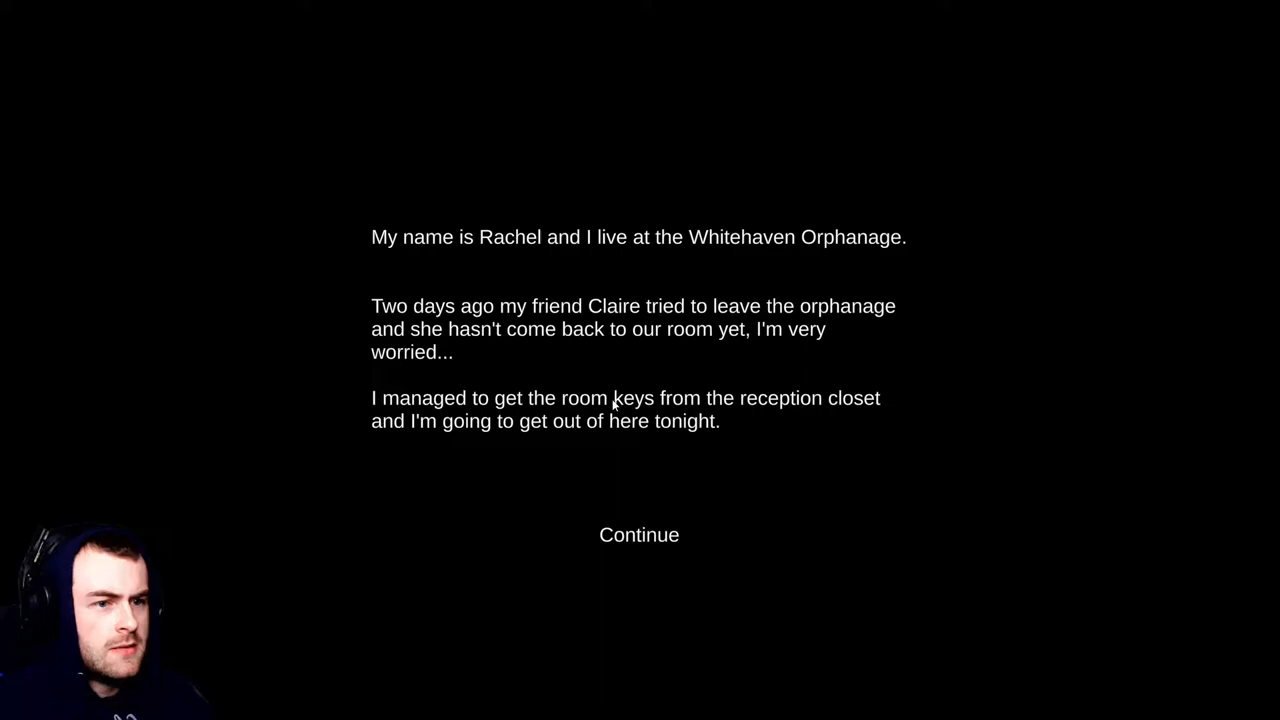 My name is Rachel and I live at the Whitehaven Orphanage.
Two days ago my friend Claire tried to leave the orphanage
and she hasn't come back to our room yet, I'm very
worried...
I managed to get the room keys from the reception closet
and I'm going to get out of here tonight.
Continue